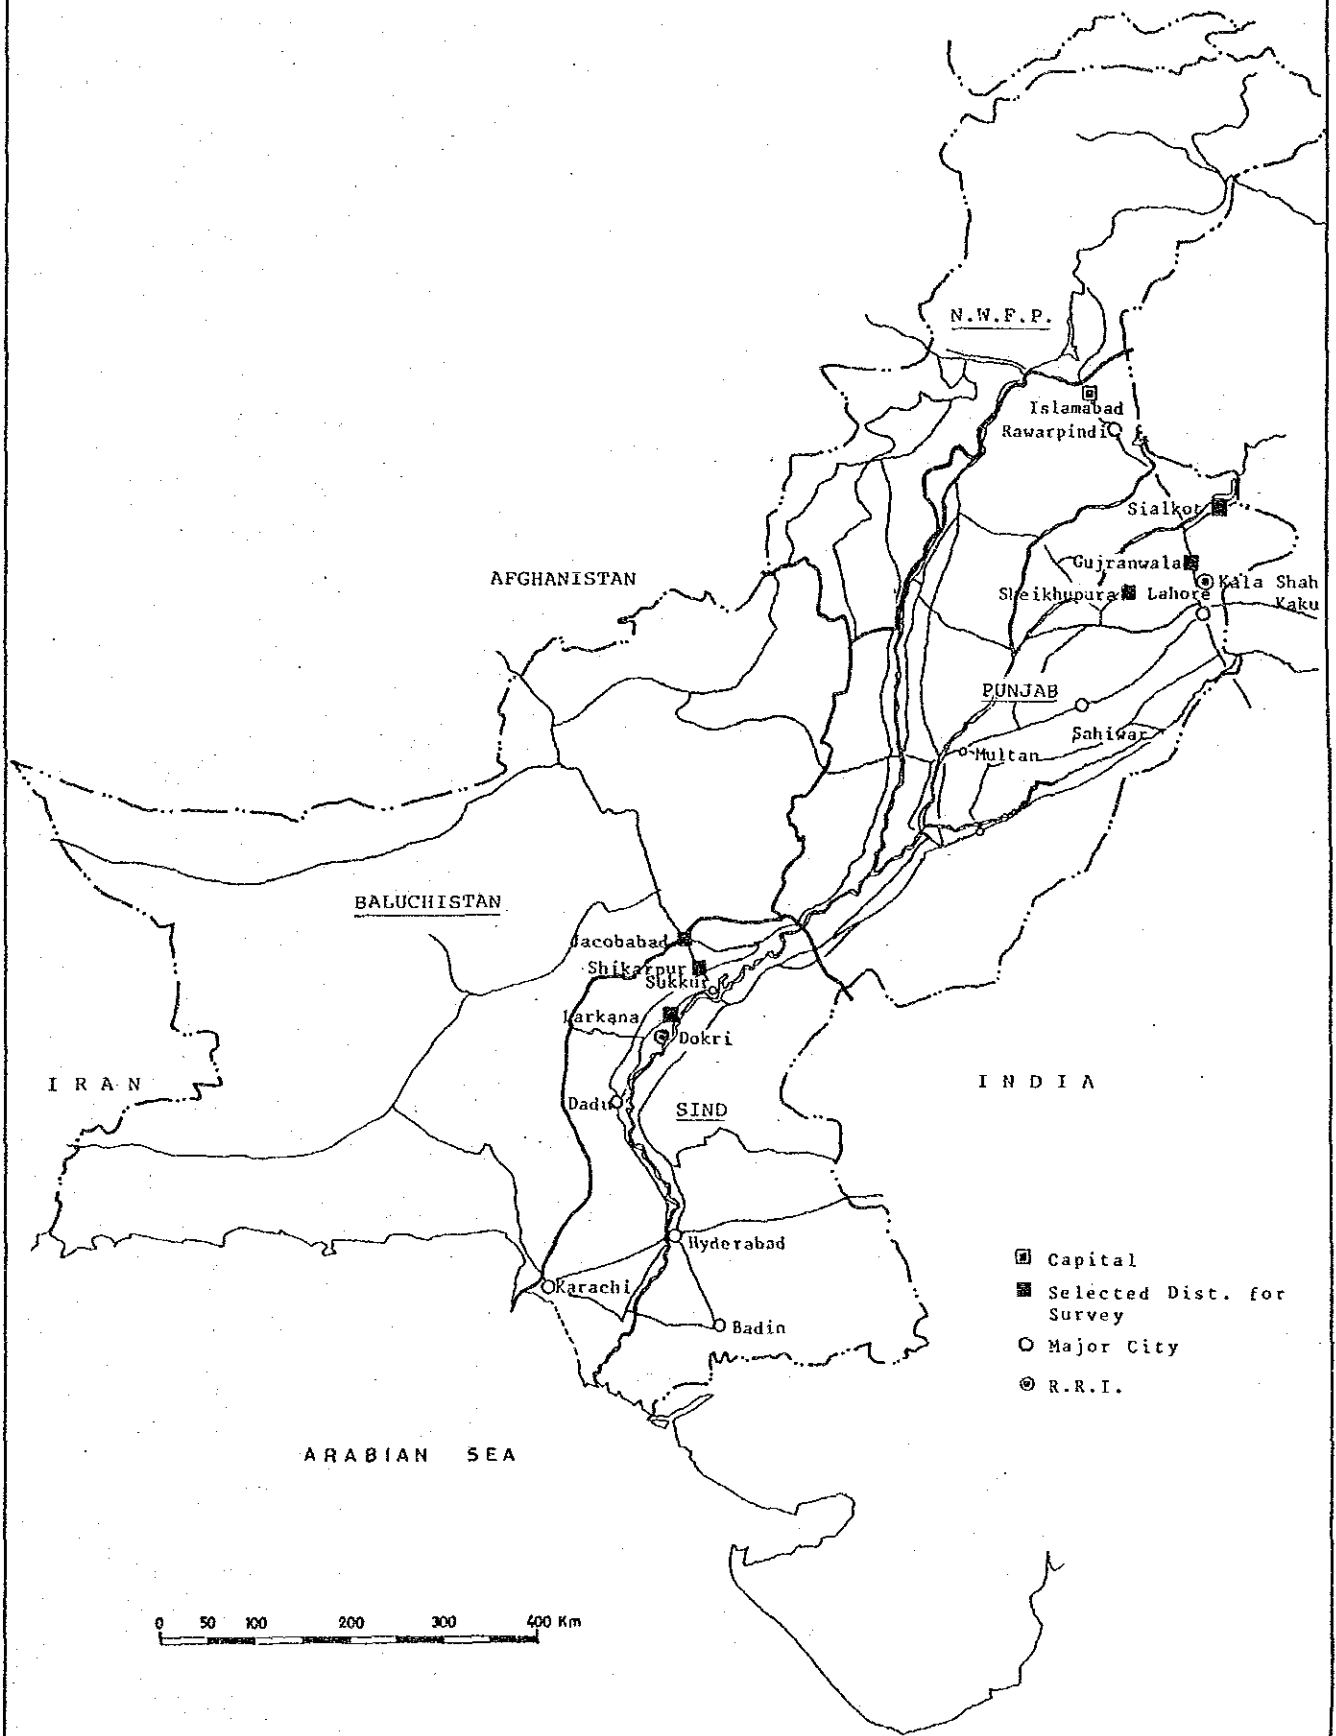 N.W.F.P.
Islamabad
Rawarpindi
Sialkot
AFGHANISTAN
Gujranwala
Kala Shah
Kaku
Sheikhupura
Lahore
PUNJAB
Sahiwar
Multan
BALUCHISTAN
Jacobabad
Shikarpur
Sukkur
Larkana
Dokri
IRAN
INDIA
Dadu
SIND
Hyderabad
Karachi
Badin
Capital
Selected Dist. for
Survey
Major City
R.R.I.
ARABIAN SEA
0 50 100 200 300 400 Km